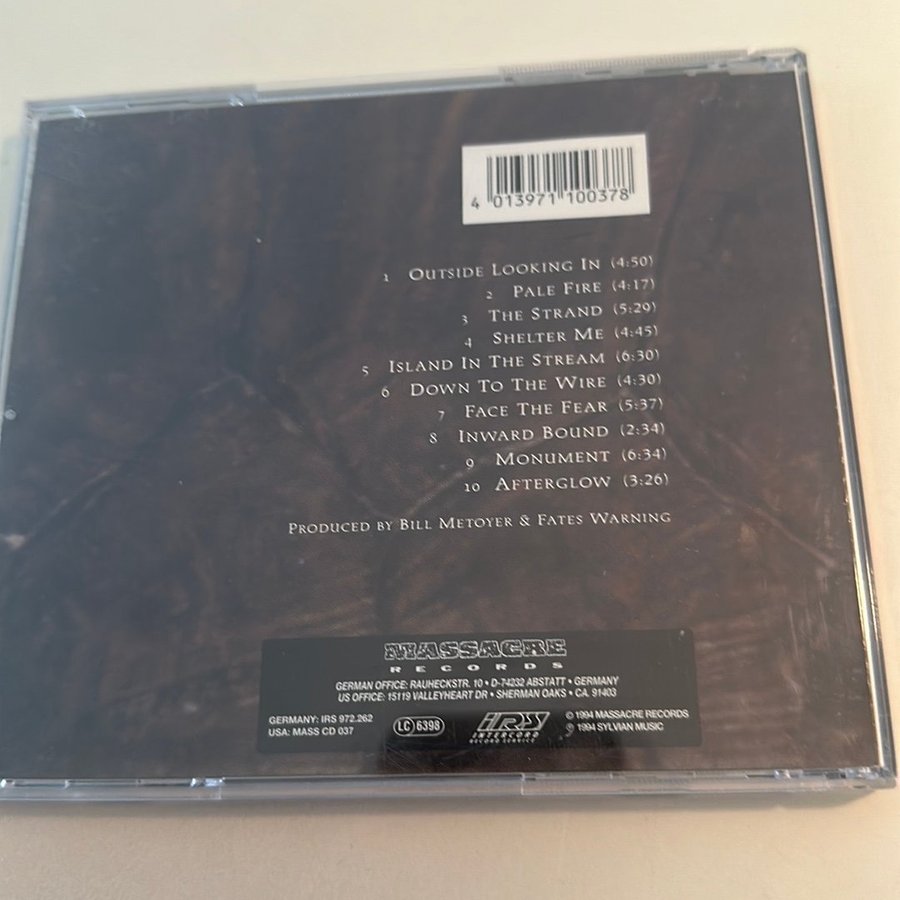 4 013971 100378
1 OUTSIDE LOOKING IN (4:50)
2 PALE FIRE (4:17)
3 THE STRAND (5:29)
4 SHELTER ME (4:45)
5 ISLAND IN THE STREAM (6:30)
6 DOWN TO THE WIRE (4:30)
7 FACE THE FEAR (5:37)
8 INWARD BOUND (2:34)
9 MONUMENT (6:34)
10 AFTERGLOW (3:26)
PRODUCED BY BILL METOYER & FATES WARNING
MASSACRE
RECORDS
GERMAN OFFICE: RAUHECKSTR. 10 • D-74232 ABSTATT • GERMANY
US OFFICE: 15119 VALLEYHEART DR • SHERMAN OAKS • CA. 91403
GERMANY: IRS 972.262
USA: MASS CD 037
LC 6398
IRS
INTERCORD
RECORD SERVICE
© 1994 MASSACRE RECORDS
℗ 1994 SYLVIAN MUSIC